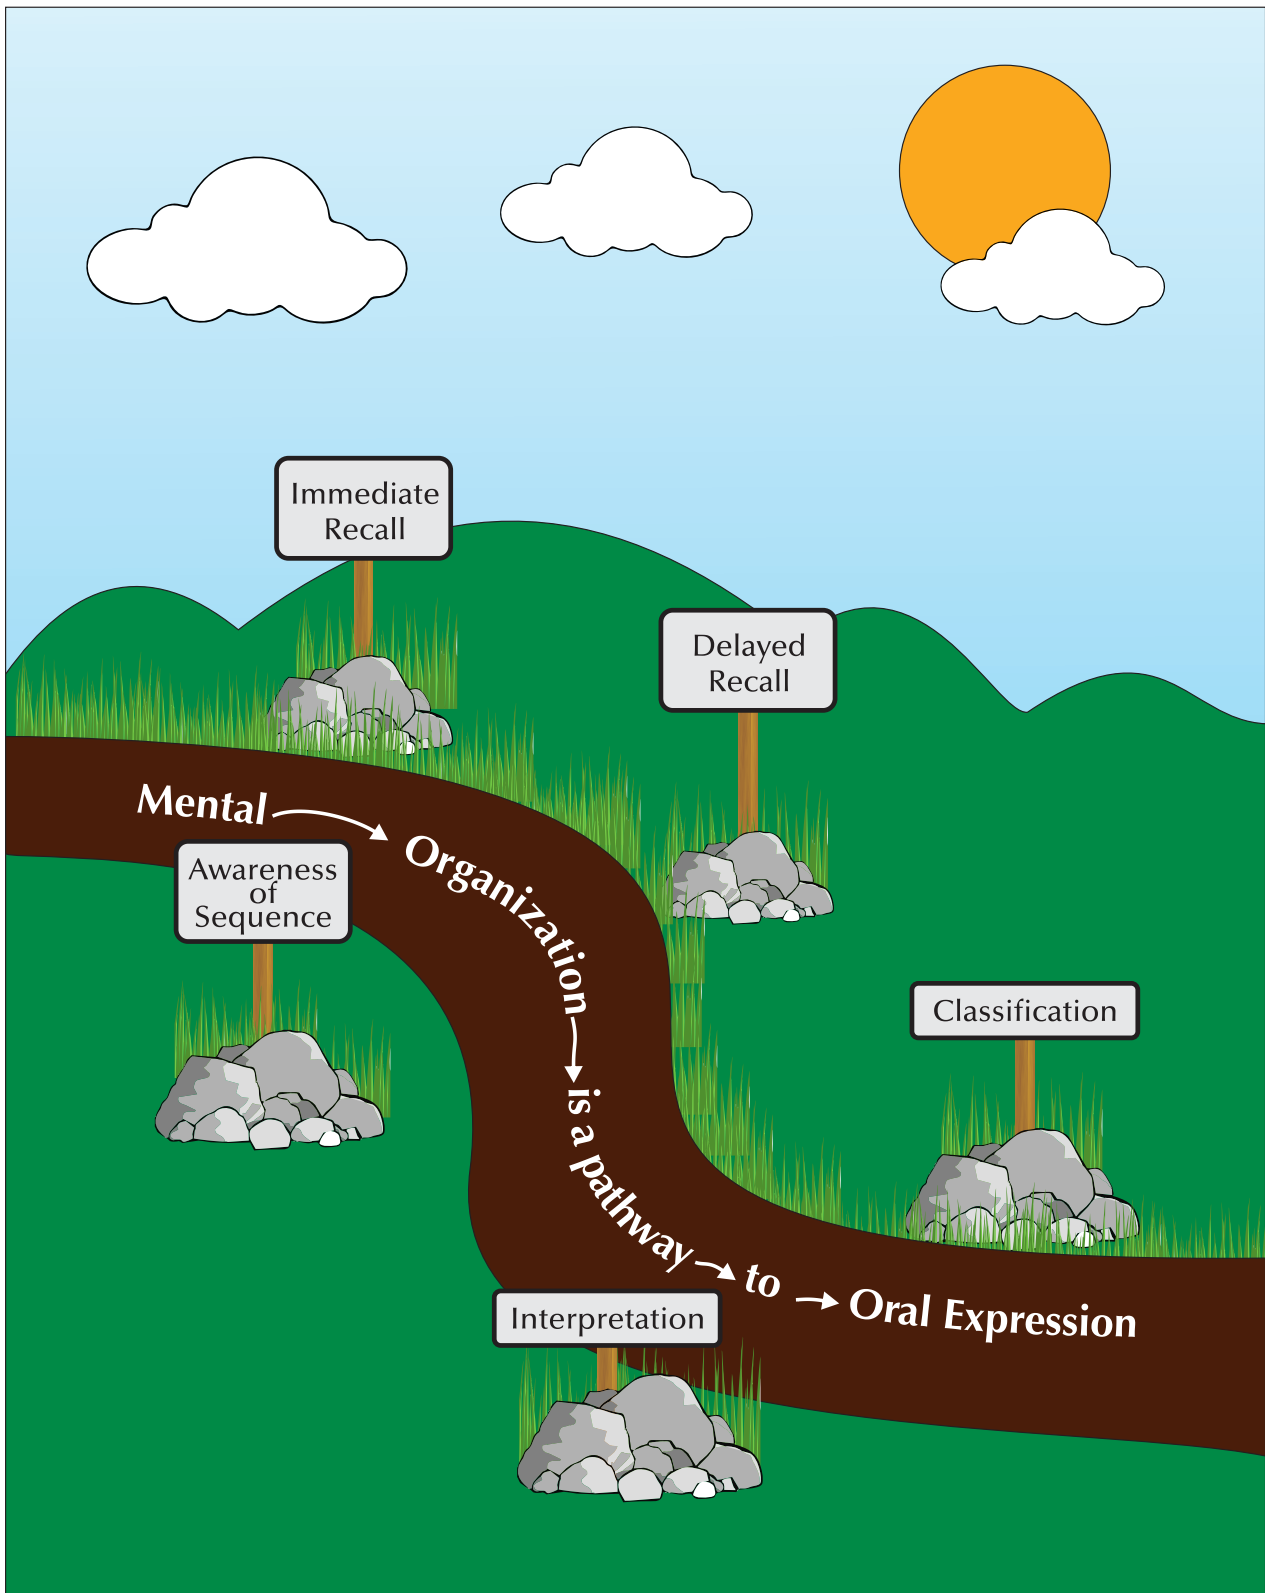 Immediate
Recall
Delayed
Recall
Mental
Organization
is a pathway
to
Oral Expression
Awareness
of
Sequence
Classification
Interpretation